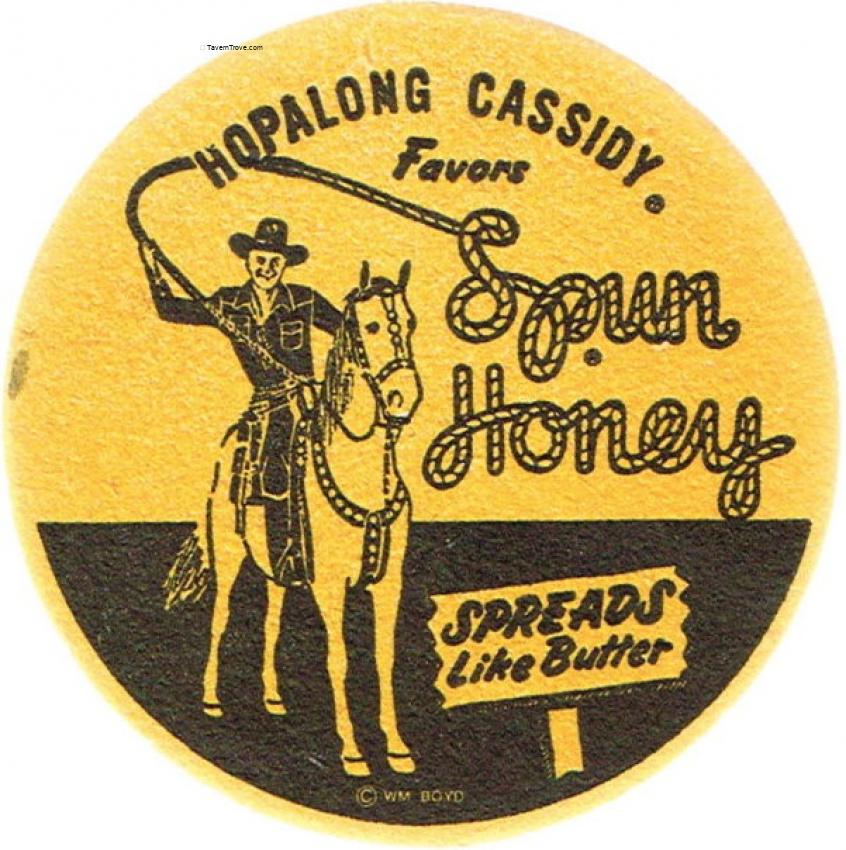 © TavernTrove.com
HOPALONG CASSIDY®
Favors
Spun
Honey
SPREADS
Like Butter
© WM BOYD